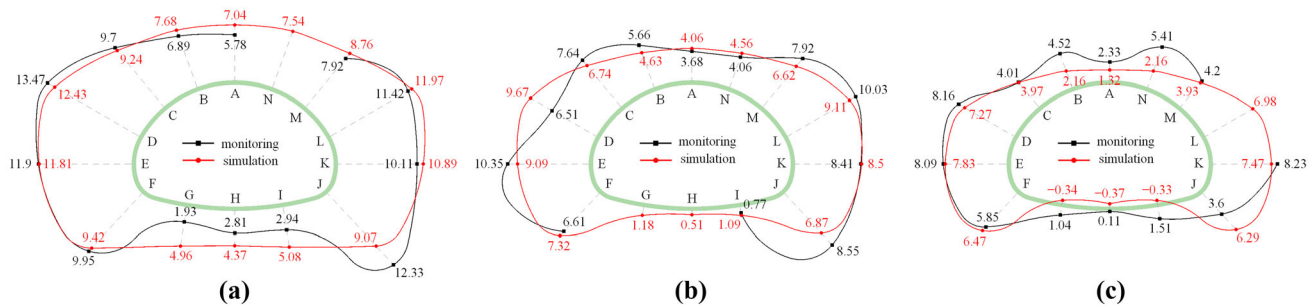 7.04
7.68
7.54
9.7
6.89
5.78
8.76
9.24
7.92
13.47
12.43
11.97
11.42
A
B
N
C
M
D
L
monitoring
11.9
11.81
E
simulation
K
10.11
10.89
F
J
G
H
I
1.93
2.81
2.94
9.42
9.95
4.96
4.37
5.08
9.07
12.33
(a)
5.66
4.06
4.56
7.64
4.63
3.68
4.06
7.92
6.74
6.62
9.67
10.03
9.11
6.51
A
B
N
C
M
D
L
monitoring
10.35
9.09
E
simulation
K
8.41
8.5
F
J
G
H
I
0.77
6.61
7.32
1.18
0.51
1.09
6.87
8.55
(b)
4.52
2.33
5.41
4.01
3.97
2.16
1.32
2.16
3.93
4.2
8.16
7.27
6.98
A
B
N
C
M
D
L
monitoring
8.09
7.83
E
simulation
K
7.47
8.23
F
J
G
H
I
−0.34
−0.37
−0.33
5.85
6.47
1.04
0.11
1.51
3.6
6.29
(c)